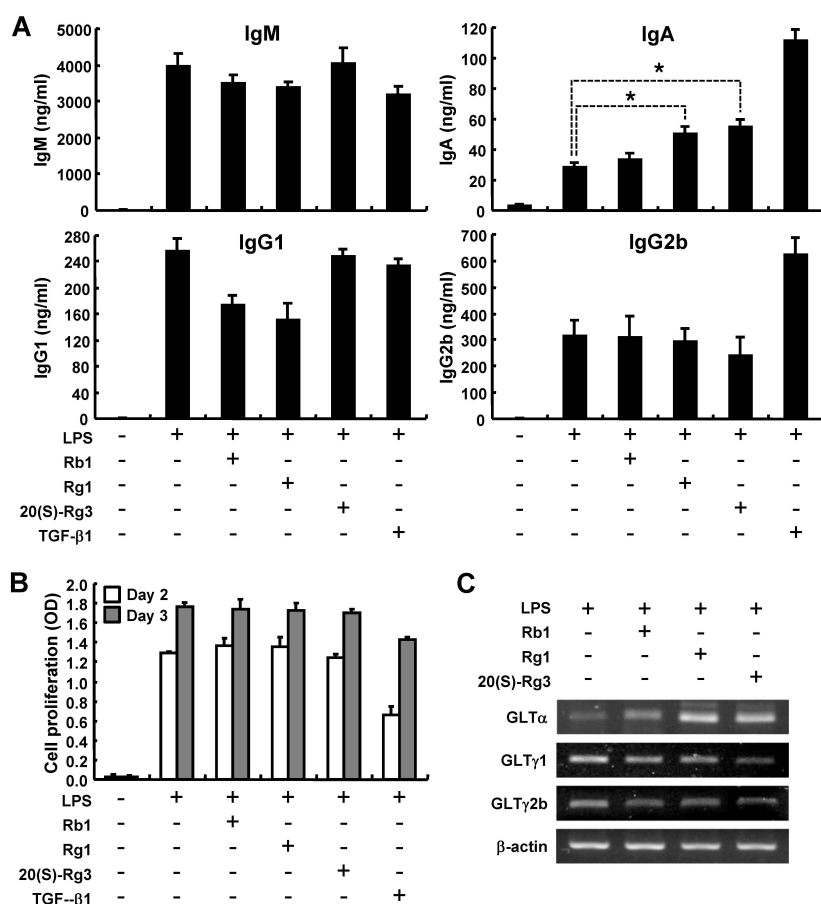 A
IgM
IgM (ng/ml)
5000
4000
3000
2000
1000
0
IgA
IgA (ng/ml)
120
100
80
60
40
20
0
*
*
IgG1
IgG1 (ng/ml)
280
240
200
160
120
80
40
0
IgG2b
IgG2b (ng/ml)
700
600
500
400
300
200
100
0
LPS - + + + + + - + + + + +
Rb1 - - + - - - - - + - - -
Rg1 - - - + - - - - - + - -
20(S)-Rg3 - - - - + - - - - - + -
TGF-β1 - - - - - + - - - - - +
B
Cell proliferation (OD)
2.0
1.8
1.6
1.4
1.2
1.0
0.8
0.6
0.4
0.2
0.0
Day 2
Day 3
LPS - + + + + +
Rb1 - - + - - -
Rg1 - - - + - -
20(S)-Rg3 - - - - + -
TGF--β1 - - - - - +
C
LPS + + + +
Rb1 - + - -
Rg1 - - + -
20(S)-Rg3 - - - +
GLTα
GLTγ1
GLTγ2b
β-actin